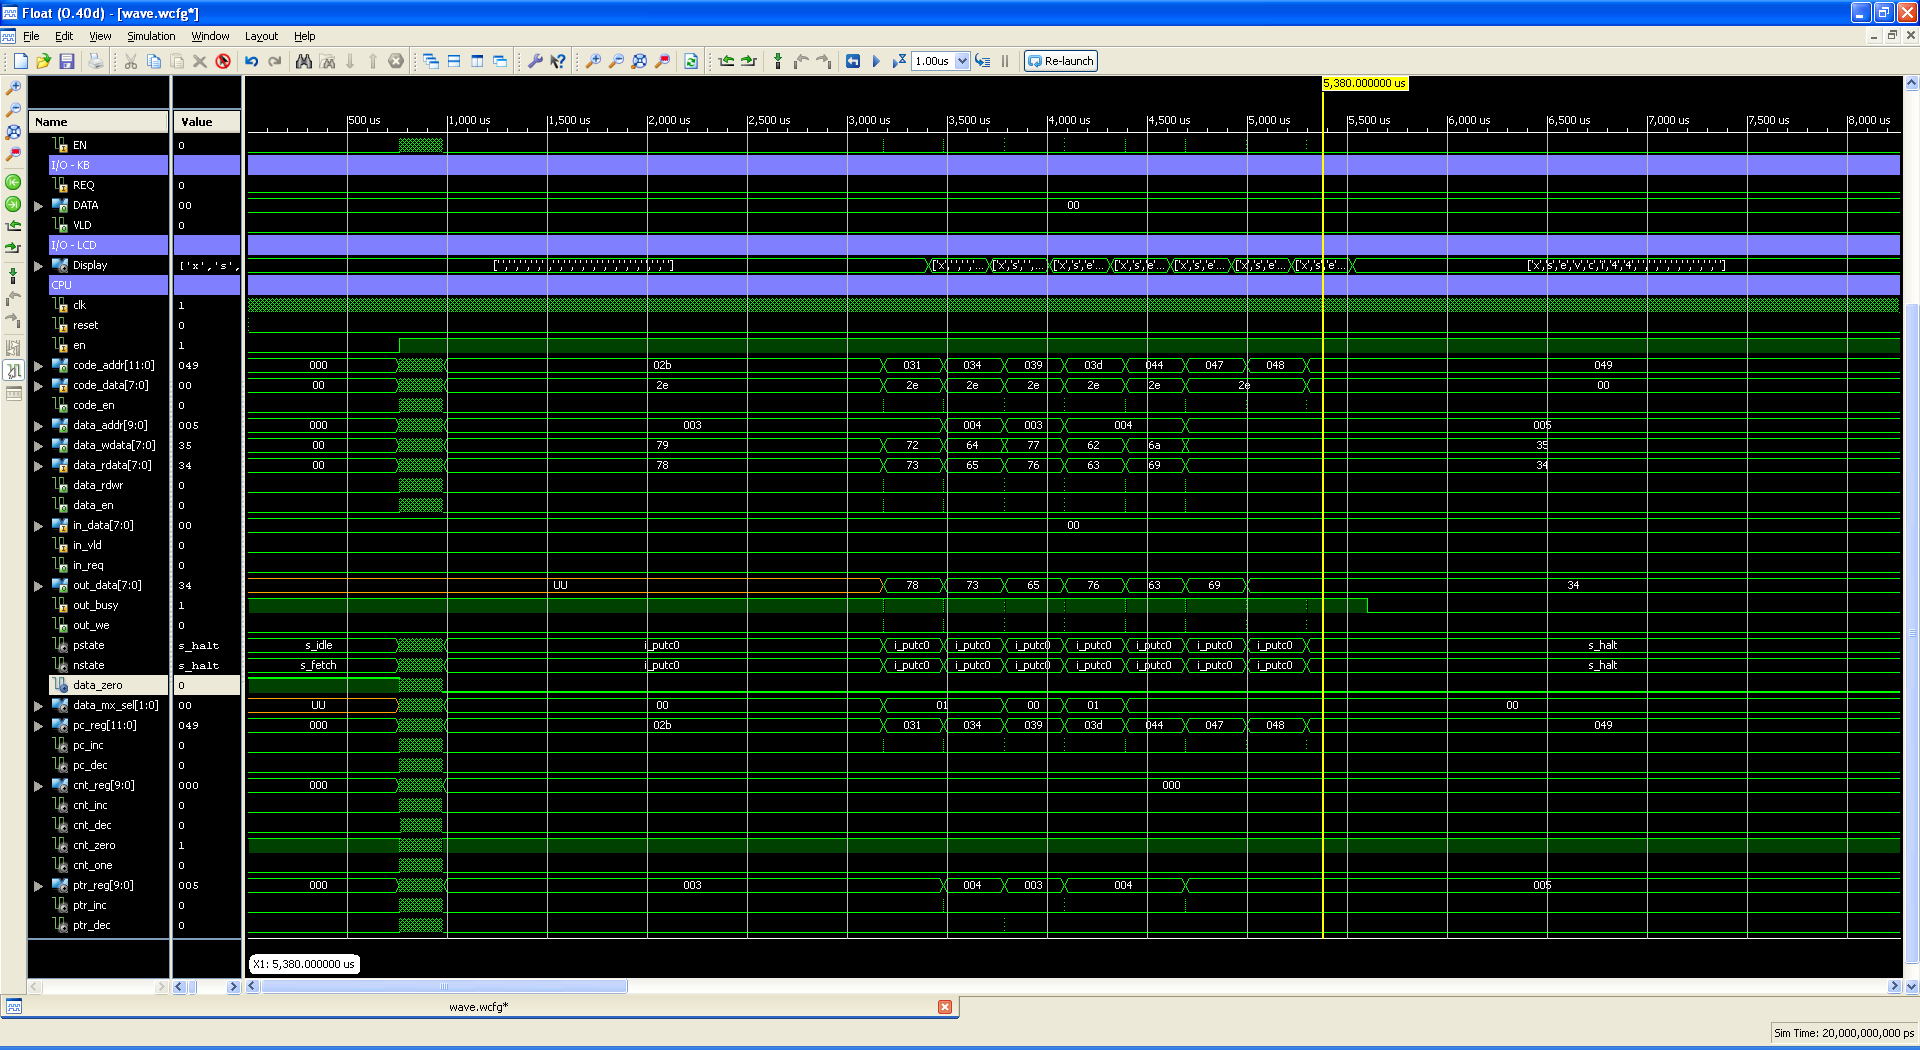 Float (0.40d) - [wave.wcfg*]
File Edit View Simulation Window Layout Help
1.00us Re-launch
5,380.000000 us
Name Value 500 us 1,000 us 1,500 us 2,000 us 2,500 us 3,000 us 3,500 us 4,000 us 4,500 us 5,000 us 5,500 us 6,000 us 6,500 us 7,000 us 7,500 us 8,000 us
EN 0
I/O - KB
REQ 0
DATA 00 00
VLD 0
I/O - LCD
Display ['x','s', [x,s,e,v,c,i,4,4,
CPU
clk 1
reset 0
en 1
code_addr[11:0] 049 000 02b 031 034 039 03d 044 047 048 049
code_data[7:0] 00 00 2e 2e 2e 2e 2e 2e 2e 00
code_en 0
data_addr[9:0] 005 000 003 004 003 004 005
data_wdata[7:0] 35 00 79 72 64 77 62 6a 35
data_rdata[7:0] 34 00 78 73 65 76 63 69 34
data_rdwr 0
data_en 0
in_data[7:0] 00 00
in_vld 0
in_req 0
out_data[7:0] 34 UU 78 73 65 76 63 69 34
out_busy 1
out_we 0
pstate s_halt s_idle i_putc0 i_putc0 i_putc0 i_putc0 i_putc0 i_putc0 i_putc0 i_putc0 s_halt
nstate s_halt s_fetch i_putc0 i_putc0 i_putc0 i_putc0 i_putc0 i_putc0 i_putc0 i_putc0 s_halt
data_zero 0
data_mx_sel[1:0] 00 UU 00 01 00 01 00
pc_reg[11:0] 049 000 02b 031 034 039 03d 044 047 048 049
pc_inc 0
pc_dec 0
cnt_reg[9:0] 000 000 000
cnt_inc 0
cnt_dec 0
cnt_zero 1
cnt_one 0
ptr_reg[9:0] 005 000 003 004 003 004 005
ptr_inc 0
ptr_dec 0
X1: 5,380.000000 us
wave.wcfg*
Sim Time: 20,000,000,000 ps